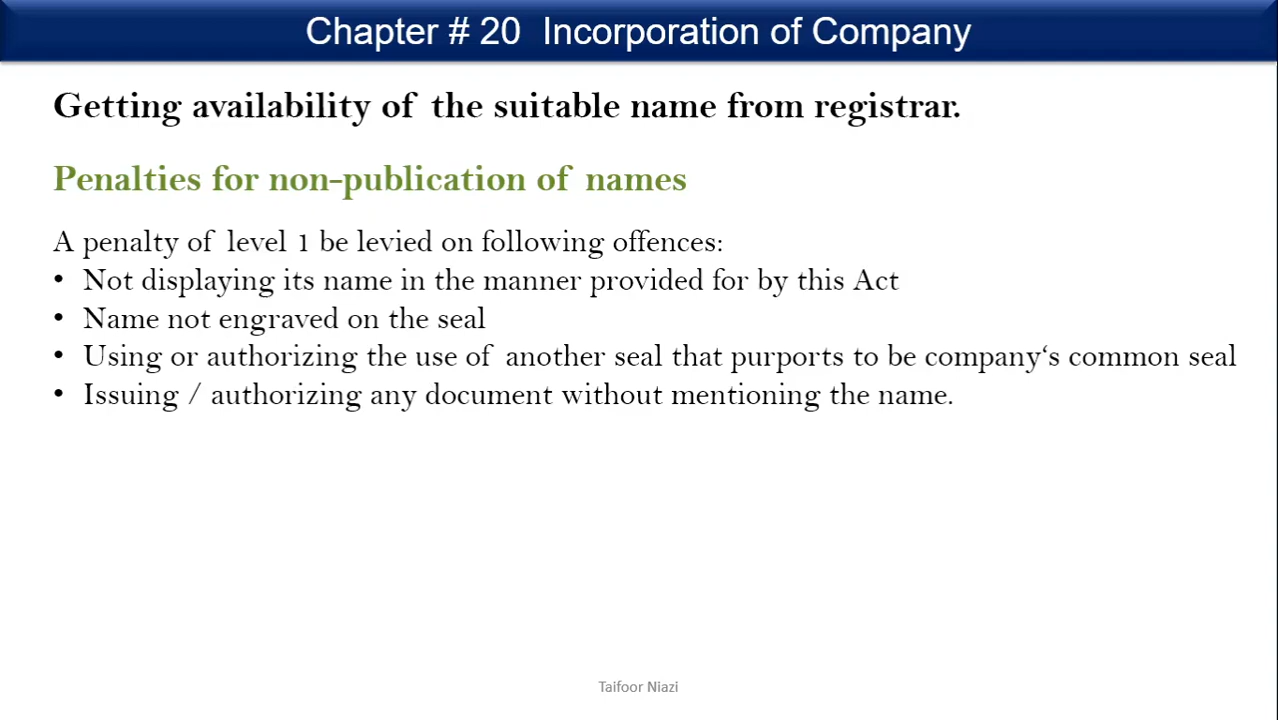 Chapter # 20 Incorporation of Company
Getting availability of the suitable name from registrar.
Penalties for non-publication of names
A penalty of level 1 be levied on following offences:
• Not displaying its name in the manner provided for by this Act
• Name not engraved on the seal
• Using or authorizing the use of another seal that purports to be company‘s common seal
• Issuing / authorizing any document without mentioning the name.
Taifoor Niazi